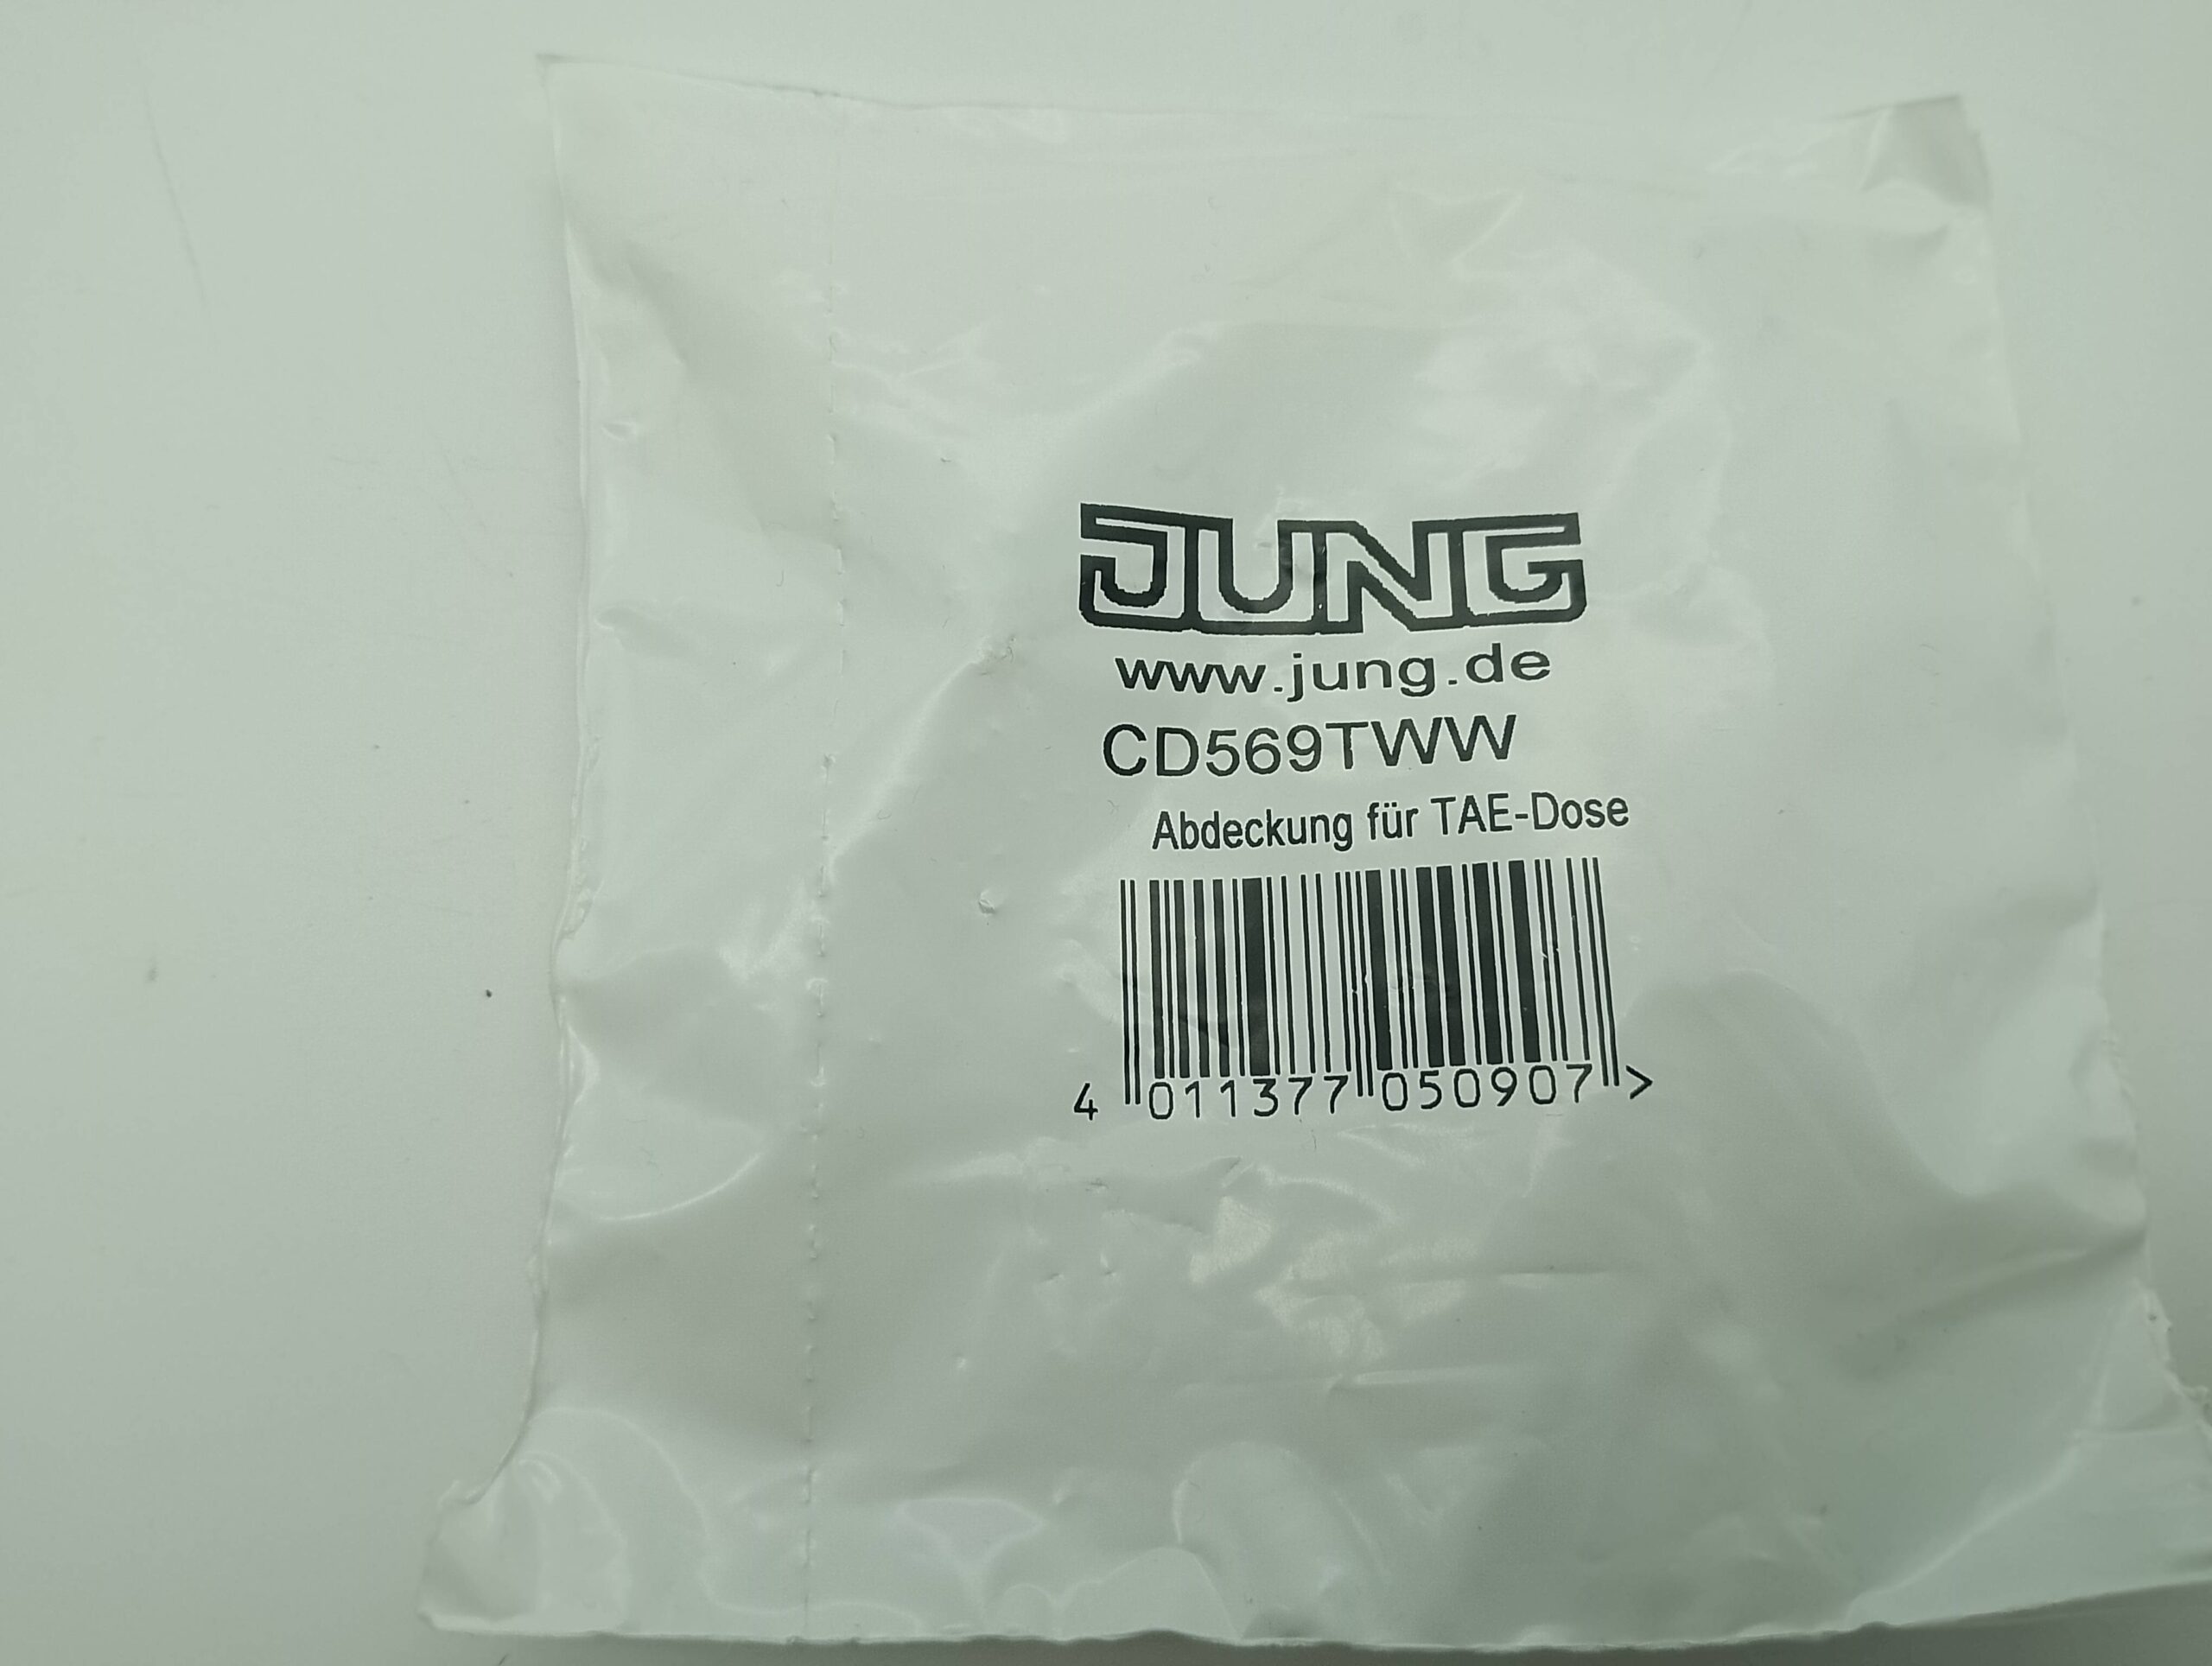 JUNG
www.jung.de
CD569TWW
Abdeckung für TAE-Dose
4 011377 050907 >